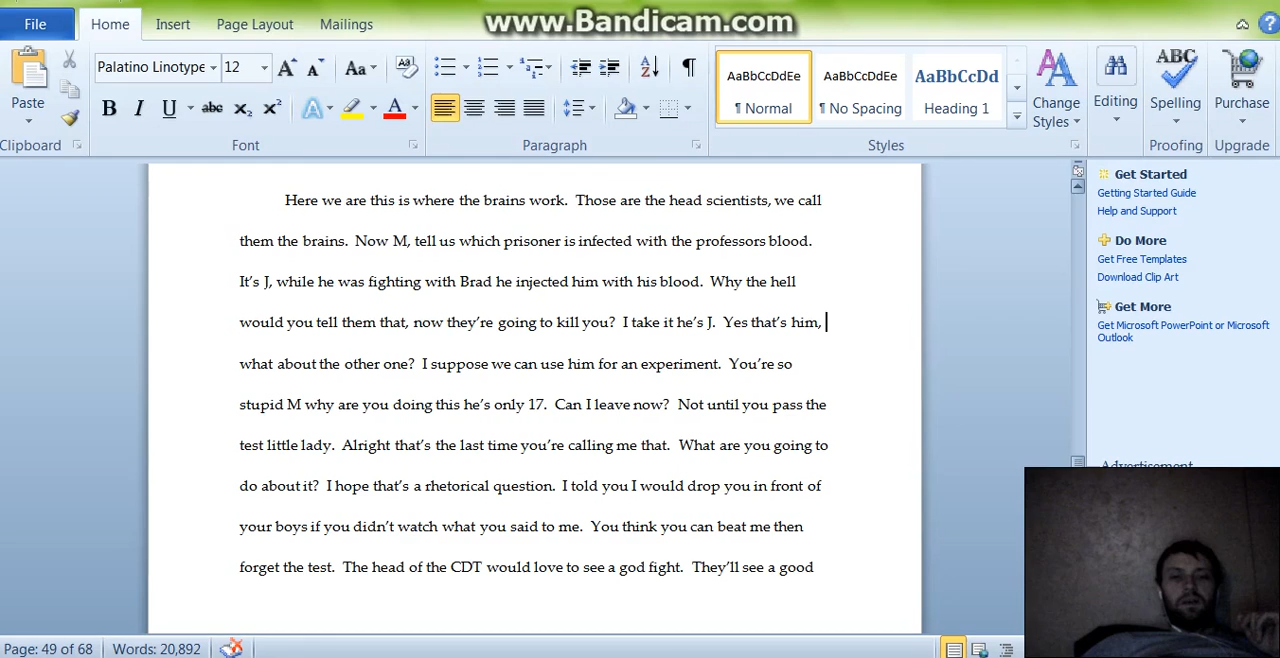 www.Bandicam.com
File Home Insert Page Layout Mailings
Palatino Linotype 12
Aa
AaBbCcDdEe AaBbCcDdEe AaBbCcDd
ABC
Paste
B I U abc X₂ X² A A
¶ Normal ¶ No Spacing Heading 1
Change Styles
Editing
Spelling
Purchase
Clipboard Font Paragraph Styles Proofing Upgrade
Here we are this is where the brains work. Those are the head scientists, we call
them the brains. Now M, tell us which prisoner is infected with the professors blood.
It's J, while he was fighting with Brad he injected him with his blood. Why the hell
would you tell them that, now they're going to kill you? I take it he's J. Yes that's him,
what about the other one? I suppose we can use him for an experiment. You're so
stupid M why are you doing this he's only 17. Can I leave now? Not until you pass the
test little lady. Alright that's the last time you're calling me that. What are you going to
do about it? I hope that's a rhetorical question. I told you I would drop you in front of
your boys if you didn't watch what you said to me. You think you can beat me then
forget the test. The head of the CDT would love to see a god fight. They'll see a good
Get Started
Getting Started Guide
Help and Support
Do More
Get Free Templates
Download Clip Art
Get More
Get Microsoft PowerPoint or Microsoft
Outlook
Advertisement
Page: 49 of 68 Words: 20,892